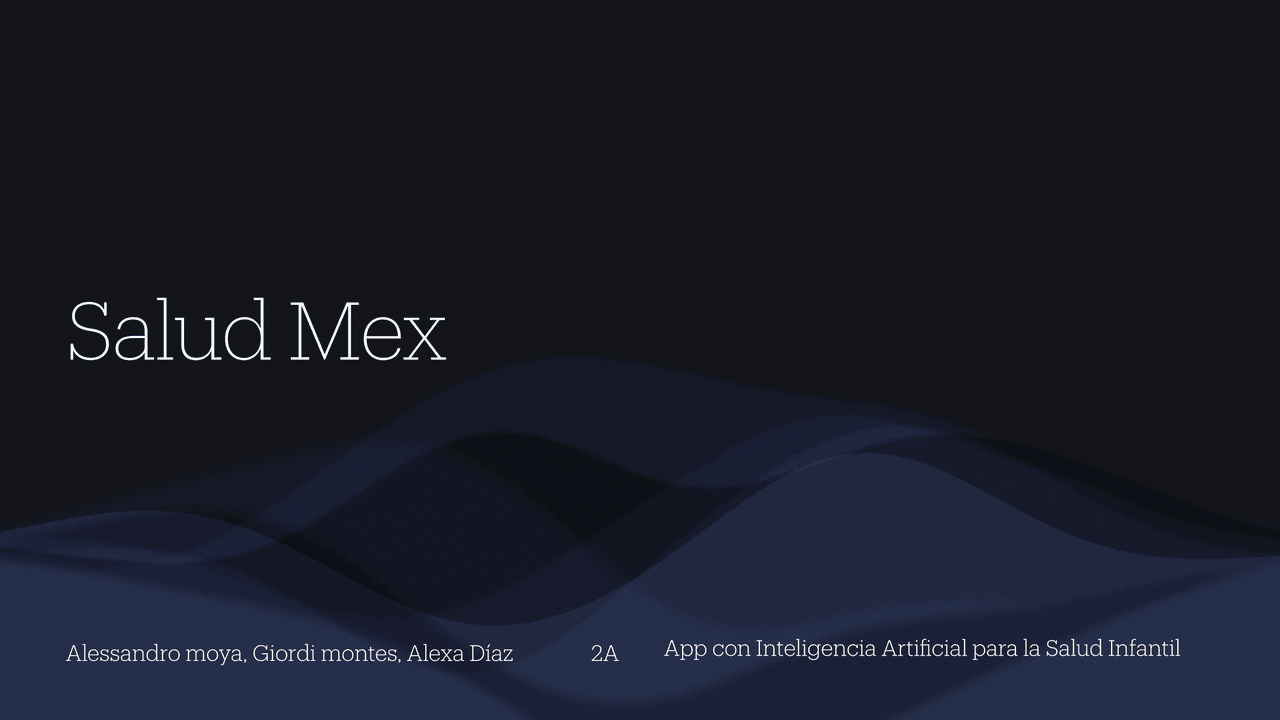 Salud Mex
Alessandro moya, Giordi montes, Alexa Díaz
2A
App con Inteligencia Artificial para la Salud Infantil